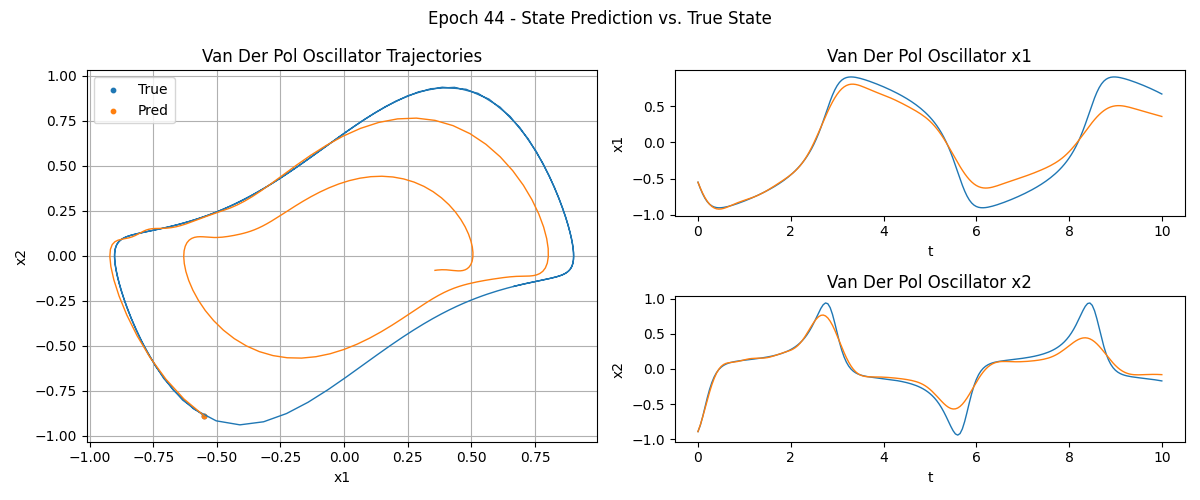 Epoch 44 - State Prediction vs. True State
Van Der Pol Oscillator Trajectories
True
Pred
1.00
0.75
0.50
0.25
0.00
−0.25
−0.50
−0.75
−1.00
x2
−1.00 −0.75 −0.50 −0.25 0.00 0.25 0.50 0.75
x1
Van Der Pol Oscillator x1
0.5
0.0
−0.5
−1.0
x1
0 2 4 6 8 10
t
Van Der Pol Oscillator x2
1.0
0.5
0.0
−0.5
−1.0
x2
0 2 4 6 8 10
t